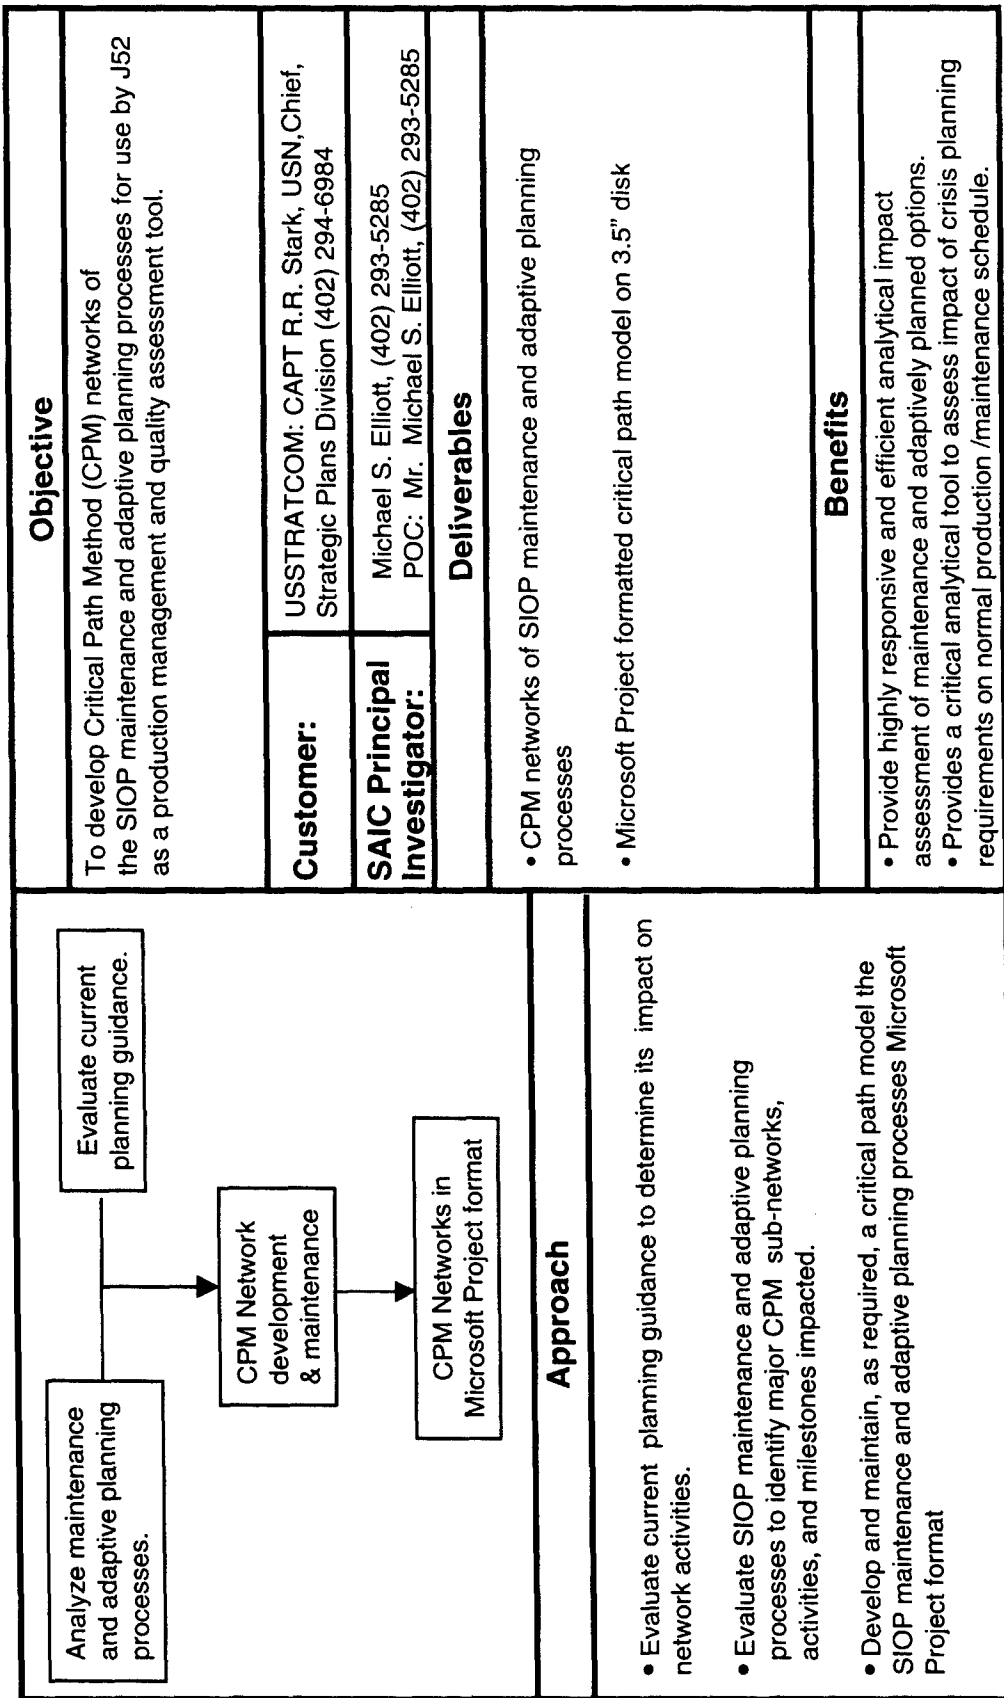 Analyze maintenance
and adaptive planning
processes.
Evaluate current
planning guidance.
CPM Network
development
& maintenance
CPM Networks in
Microsoft Project format
Approach
• Evaluate current planning guidance to determine its impact on
network activities.
• Evaluate SIOP maintenance and adaptive planning
processes to identify major CPM sub-networks,
activities, and milestones impacted.
• Develop and maintain, as required, a critical path model the
SIOP maintenance and adaptive planning processes Microsoft
Project format
Objective
To develop Critical Path Method (CPM) networks of
the SIOP maintenance and adaptive planning processes for use by J52
as a production management and quality assessment tool.
Customer:
USSTRATCOM: CAPT R.R. Stark, USN,Chief,
Strategic Plans Division (402) 294-6984
SAIC Principal
Investigator:
Michael S. Elliott, (402) 293-5285
POC: Mr. Michael S. Elliott, (402) 293-5285
Deliverables
• CPM networks of SIOP maintenance and adaptive planning
processes
• Microsoft Project formatted critical path model on 3.5" disk
Benefits
• Provide highly responsive and efficient analytical impact
assessment of maintenance and adaptively planned options.
• Provides a critical analytical tool to assess impact of crisis planning
requirements on normal production /maintenance schedule.